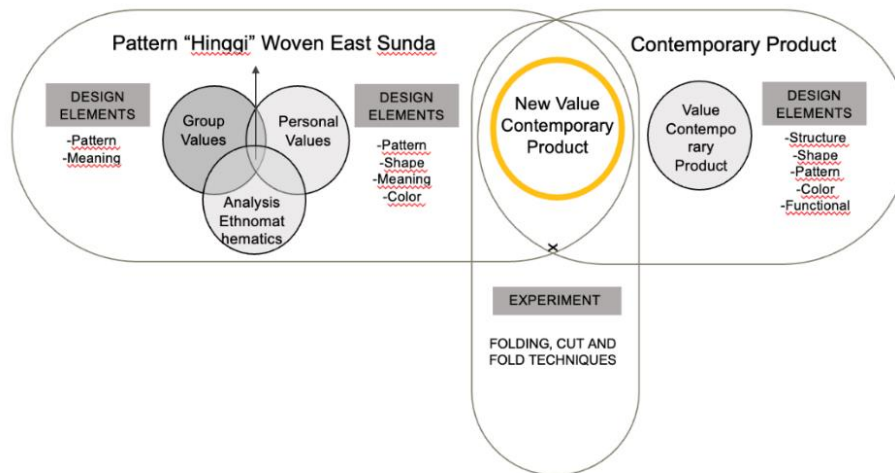 Pattern “Hinggi” Woven East Sunda
DESIGN
ELEMENTS
-Pattern
-Meaning
Group
Values
Personal
Values
Analysis
Ethnomat
hematics
DESIGN
ELEMENTS
-Pattern
-Shape
-Meaning
-Color
New Value
Contemporary
Product
x
EXPERIMENT
FOLDING, CUT AND
FOLD TECHNIQUES
Contemporary Product
Value
Contempo
rary
Product
DESIGN
ELEMENTS
-Structure
-Shape
-Pattern
-Color
-Functional